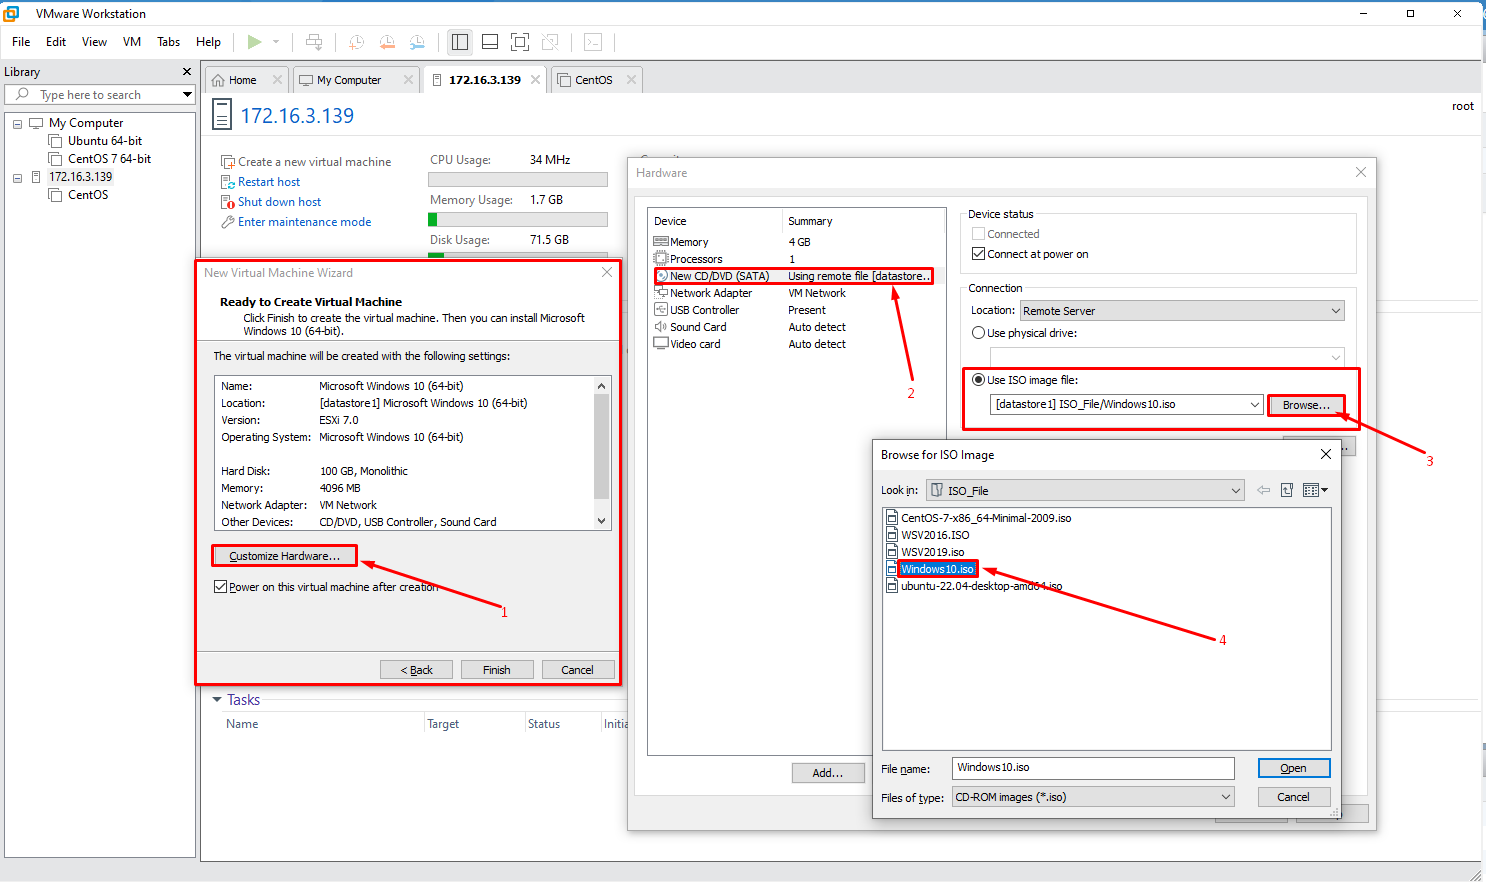 VMware Workstation
File Edit View VM Tabs Help
Library
Type here to search
My Computer
Ubuntu 64-bit
CentOS 7 64-bit
172.16.3.139
CentOS
Home
My Computer
172.16.3.139
CentOS
172.16.3.139
root
Create a new virtual machine
Restart host
Shut down host
Enter maintenance mode
CPU Usage: 34 MHz
Memory Usage: 1.7 GB
Disk Usage: 71.5 GB
New Virtual Machine Wizard
Ready to Create Virtual Machine
Click Finish to create the virtual machine. Then you can install Microsoft
Windows 10 (64-bit).
The virtual machine will be created with the following settings:
Name: Microsoft Windows 10 (64-bit)
Location: [datastore1] Microsoft Windows 10 (64-bit)
Version: ESXi 7.0
Operating System: Microsoft Windows 10 (64-bit)
Hard Disk: 100 GB, Monolithic
Memory: 4096 MB
Network Adapter: VM Network
Other Devices: CD/DVD, USB Controller, Sound Card
Customize Hardware...
Power on this virtual machine after creation
1
< Back Finish Cancel
Tasks
Name Target Status Initia
Hardware
Device Summary
Memory 4 GB
Processors 1
New CD/DVD (SATA) Using remote file [datastore...
Network Adapter VM Network
USB Controller Present
Sound Card Auto detect
Video card Auto detect
2
Add...
Device status
Connected
Connect at power on
Connection
Location: Remote Server
Use physical drive:
Use ISO image file:
[datastore1] ISO_File/Windows10.iso Browse...
3
Browse for ISO Image
Look in: ISO_File
CentOS-7-x86_64-Minimal-2009.iso
WSV2016.ISO
WSV2019.iso
Windows10.iso
ubuntu-22.04-desktop-amd64.iso
4
File name: Windows10.iso Open
Files of type: CD-ROM images (*.iso) Cancel